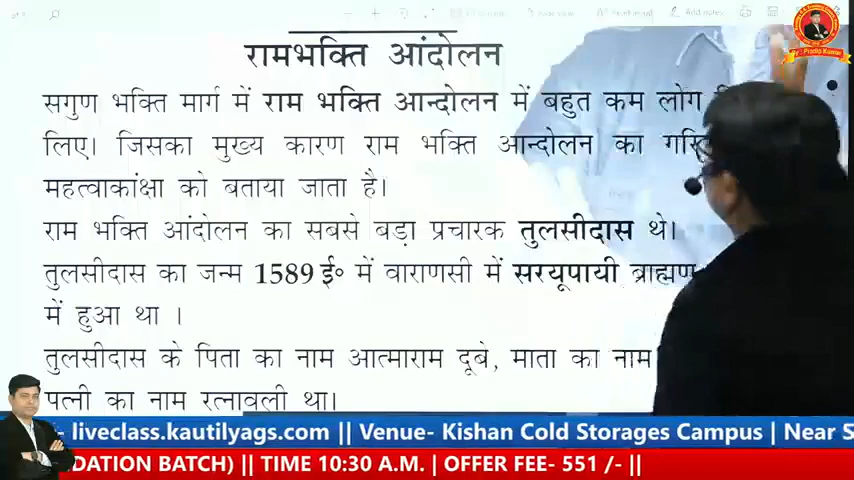 रामभक्ति आंदोलन
सगुण भक्ति मार्ग में राम भक्ति आन्दोलन में बहुत कम लोग
लिए। जिसका मुख्य कारण राम भक्ति आन्दोलन का
महत्वाकांक्षा को बताया जाता है।
राम भक्ति आंदोलन का सबसे बड़ा प्रचारक तुलसीदास थे।
तुलसीदास का जन्म 1589 ई॰ में वाराणसी में सरयूपायी ब्राह्मण
में हुआ था ।
तुलसीदास के पिता का नाम आत्माराम दूबे, माता का नाम
पत्नी का नाम रत्नावली था।
- liveclass.kautilyags.com || Venue- Kishan Cold Storages Campus | Near S
DATION BATCH) || TIME 10:30 A.M. | OFFER FEE- 551 /- ||